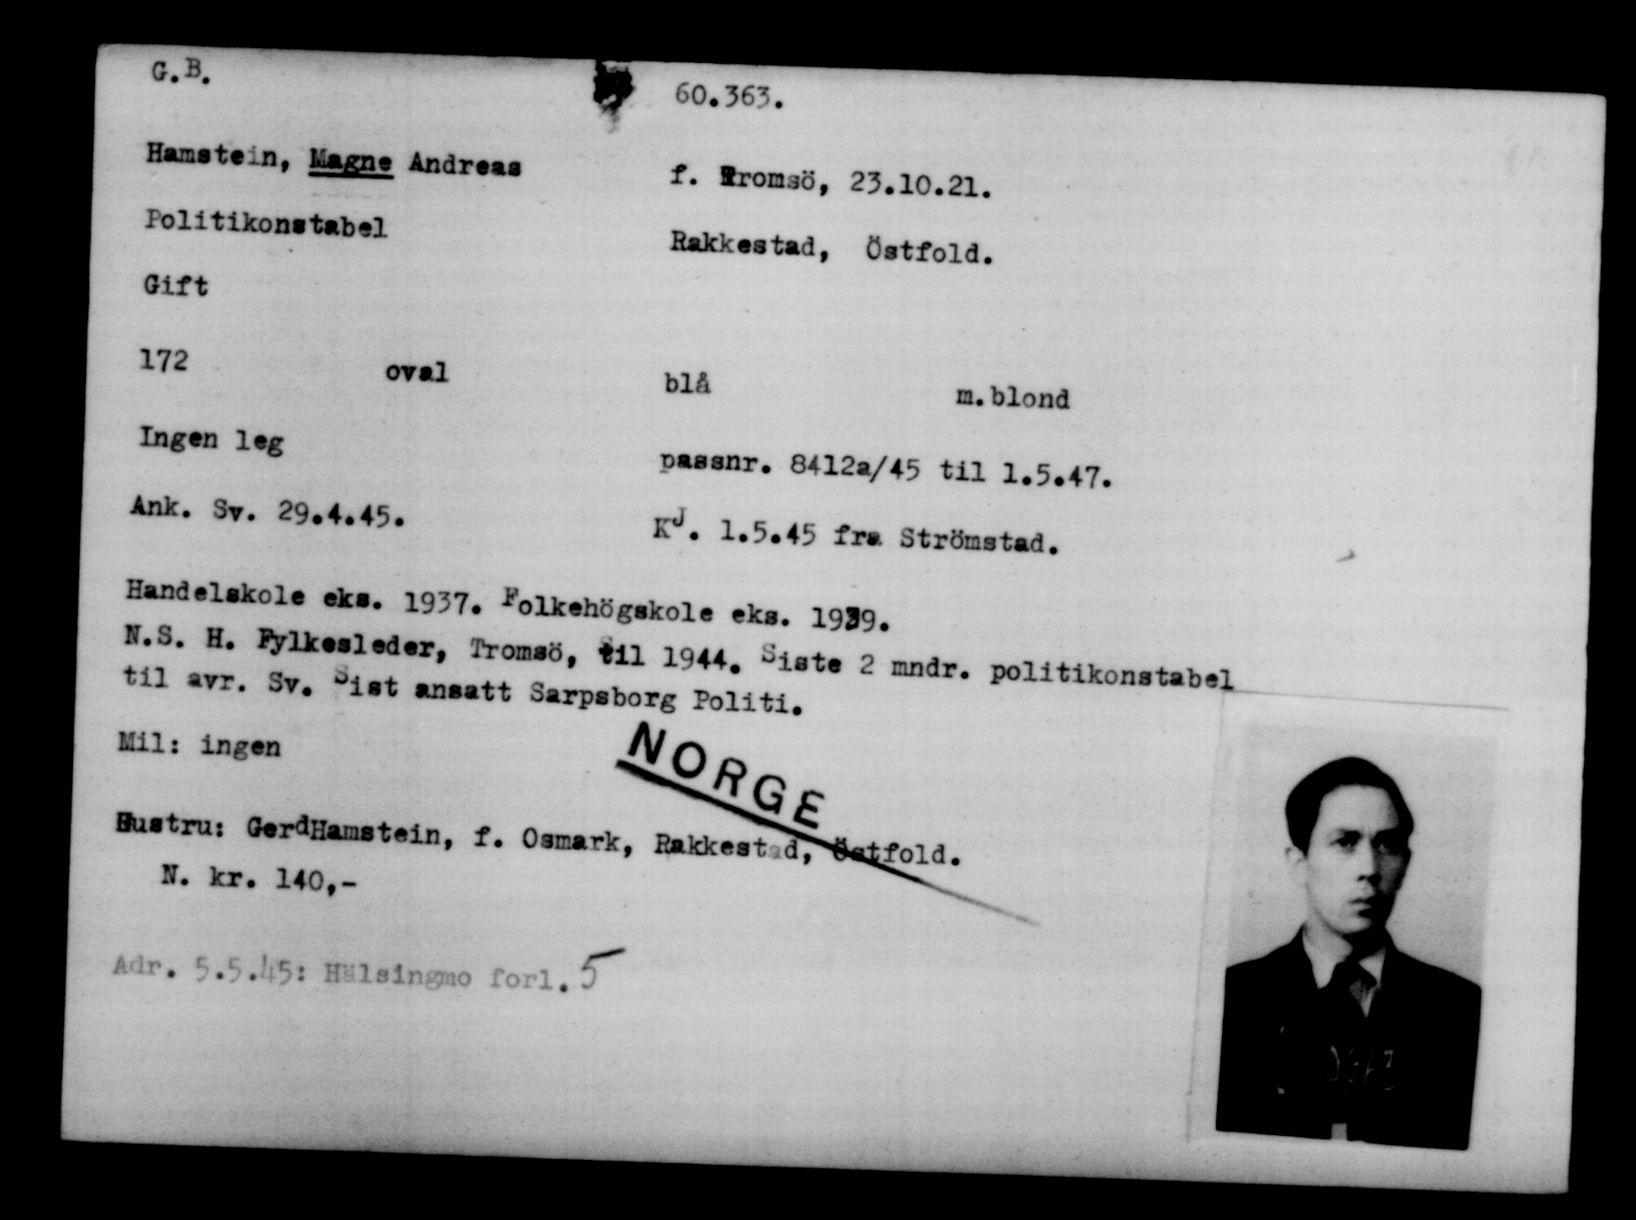 G.B.
60.363.
Hamstein, Magne Andreas
f. Tromsö, 23.10.21.
Politikonstabel
Rakkestad, Östfold.
Gift
172 oval blå m.blond
Ingen leg
passnr. 8412a/45 til 1.5.47.
Ank. Sv. 29.4.45.
KJ. 1.5.45 fra Strömstad.
Handelskole eks. 1937. Folkehögskole eks. 1939.
N.S. H. Fylkesleder, Tromsö, til 1944. Siste 2 mndr. politikonstabel
til avr. Sv. Sist ansatt Sarpsborg Politi.
Mil: ingen
NORGE
Hustru: Gerd Hamstein, f. Osmark, Rakkestad, Östfold.
N. kr. 140,-
Adr. 5.5.45: Hälsingmo forl. 5